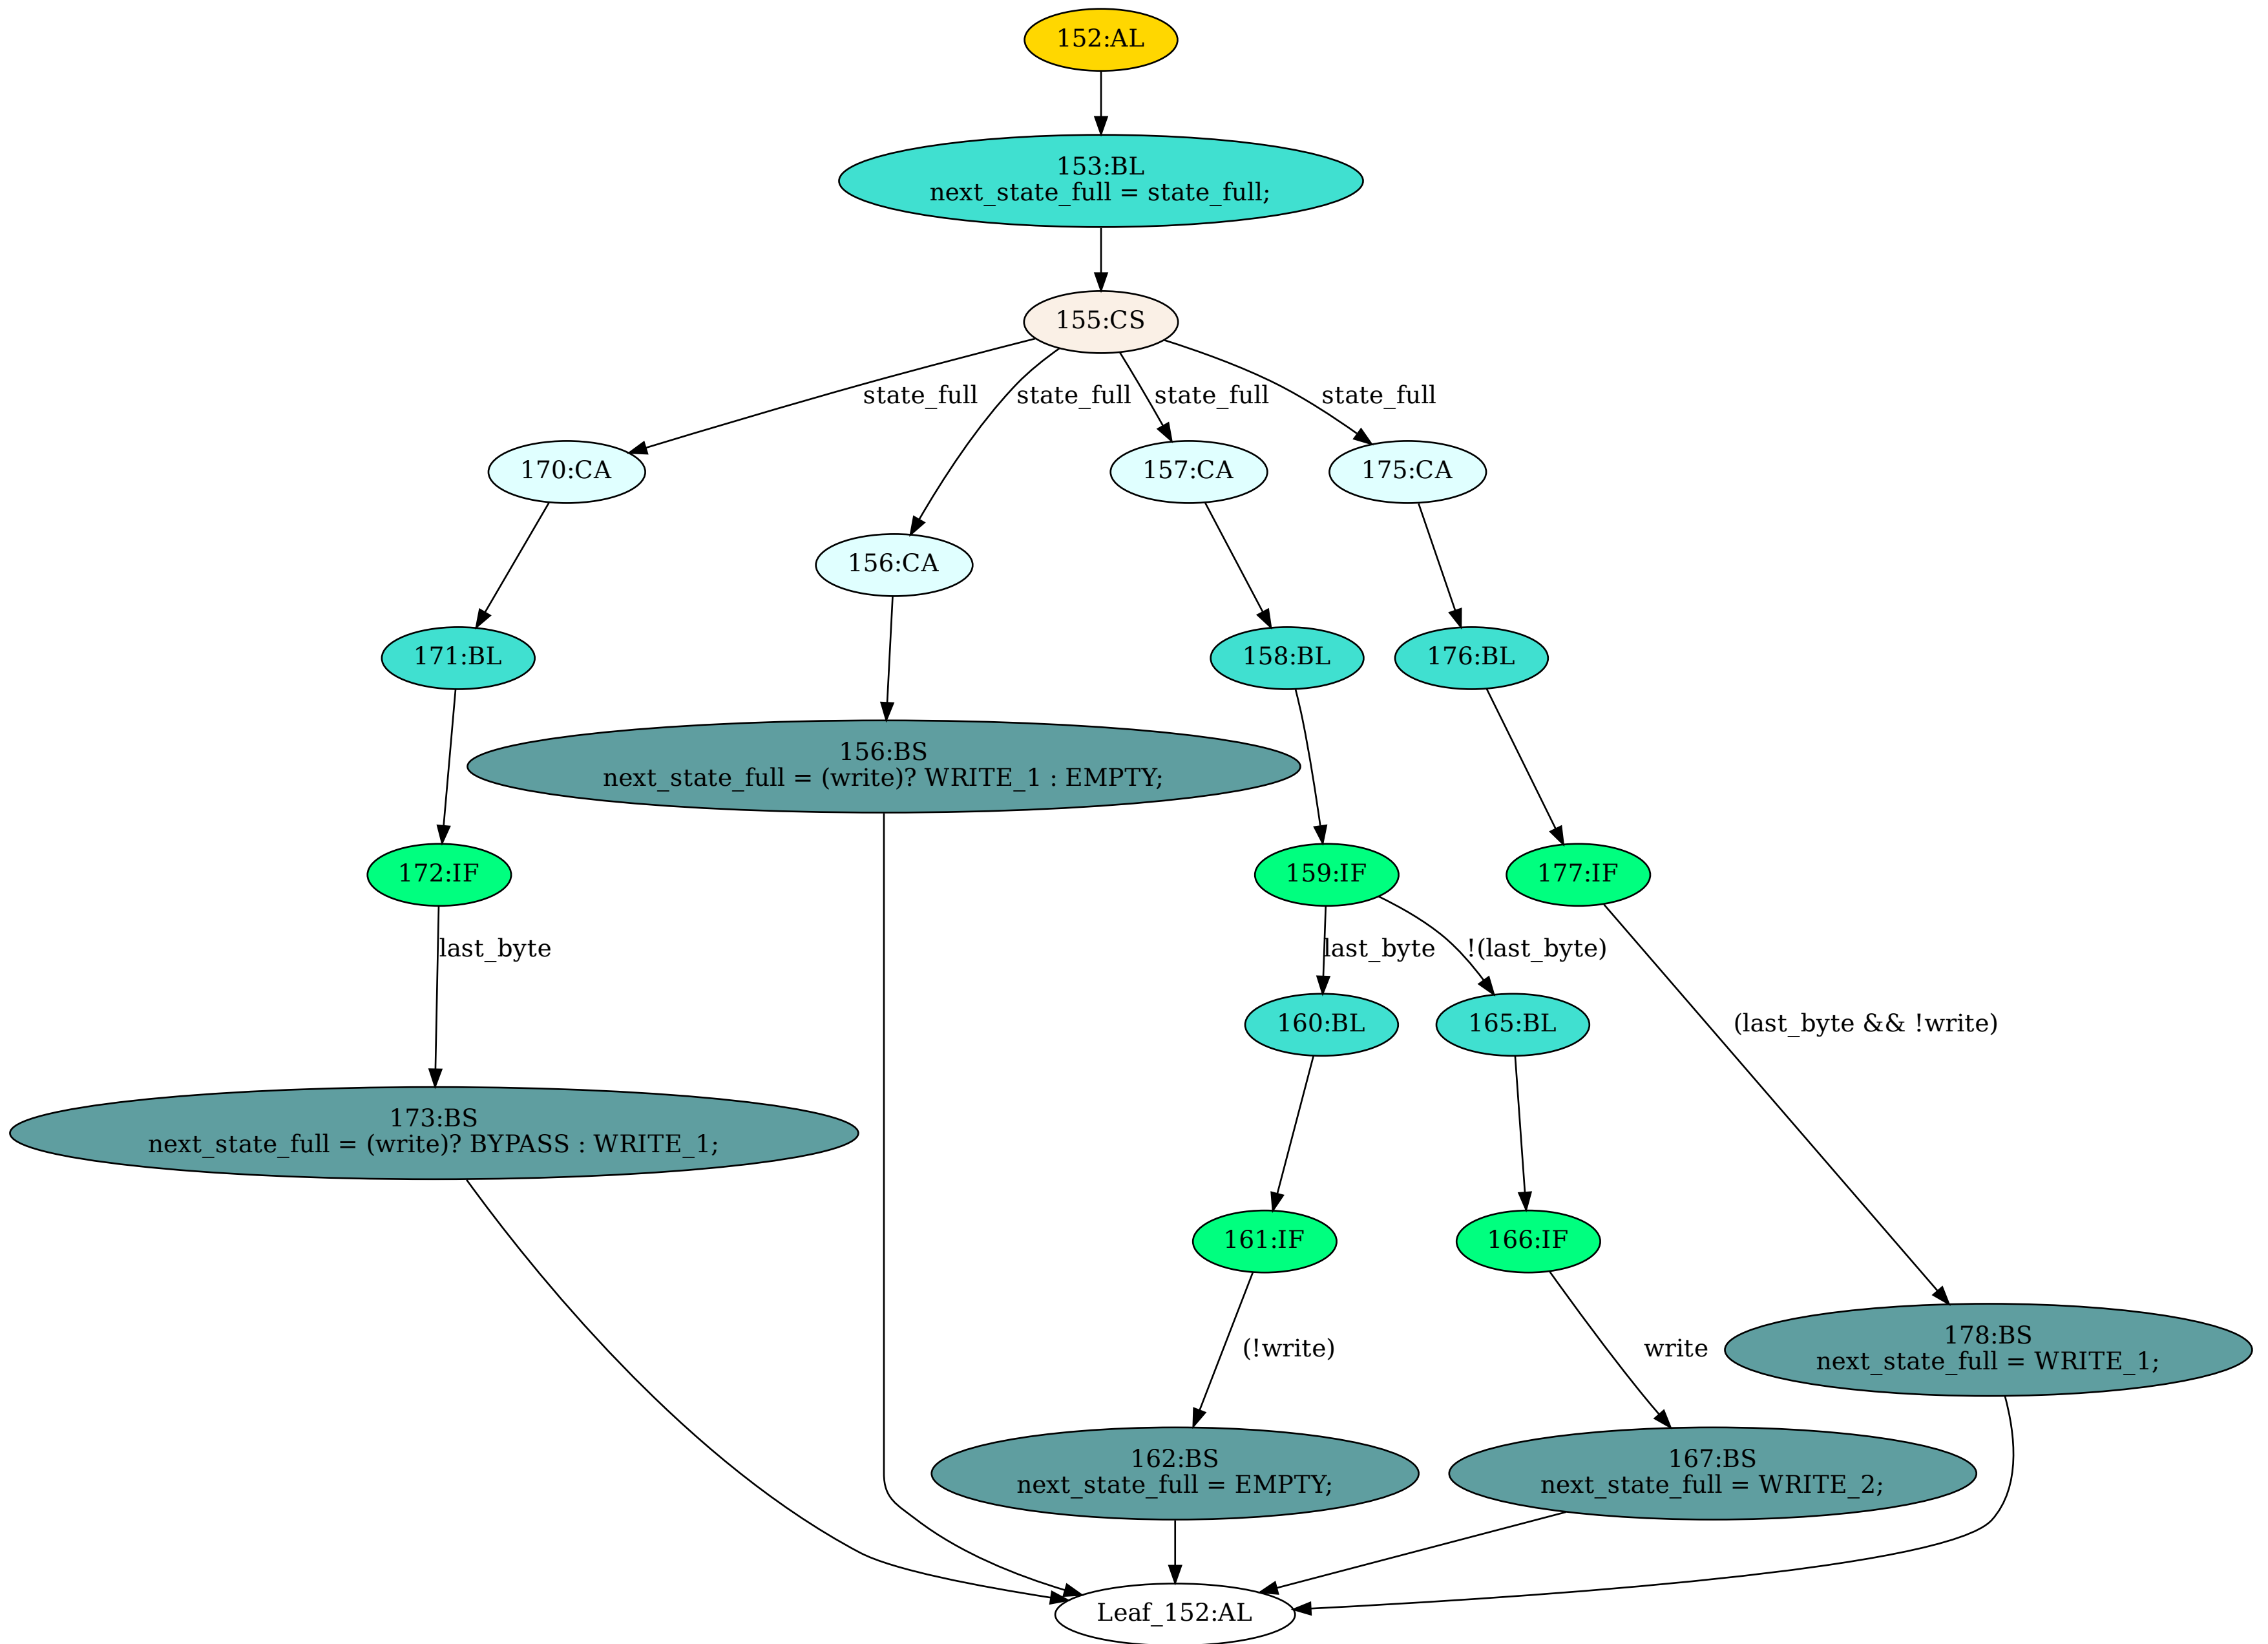 152:AL
153:BL
next_state_full = state_full;
155:CS
state_full
state_full
state_full
state_full
170:CA
157:CA
175:CA
156:CA
171:BL
158:BL
176:BL
156:BS
next_state_full = (write)? WRITE_1 : EMPTY;
172:IF
159:IF
177:IF
last_byte
last_byte
!(last_byte)
160:BL
165:BL
(last_byte && !write)
173:BS
next_state_full = (write)? BYPASS : WRITE_1;
161:IF
166:IF
(!write)
write
178:BS
next_state_full = WRITE_1;
162:BS
next_state_full = EMPTY;
167:BS
next_state_full = WRITE_2;
Leaf_152:AL